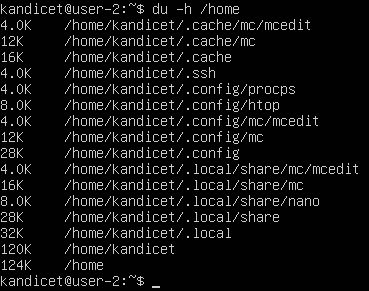 kandicet@user-2:~$ du -h /home
4.0K /home/kandicet/.cache/mc/mcedit
12K /home/kandicet/.cache/mc
16K /home/kandicet/.cache
4.0K /home/kandicet/.ssh
4.0K /home/kandicet/.config/procps
8.0K /home/kandicet/.config/htop
4.0K /home/kandicet/.config/mc/mcedit
12K /home/kandicet/.config/mc
28K /home/kandicet/.config
4.0K /home/kandicet/.local/share/mc/mcedit
16K /home/kandicet/.local/share/mc
8.0K /home/kandicet/.local/share/nano
28K /home/kandicet/.local/share
32K /home/kandicet/.local
120K /home/kandicet
124K /home
kandicet@user-2:~$ _